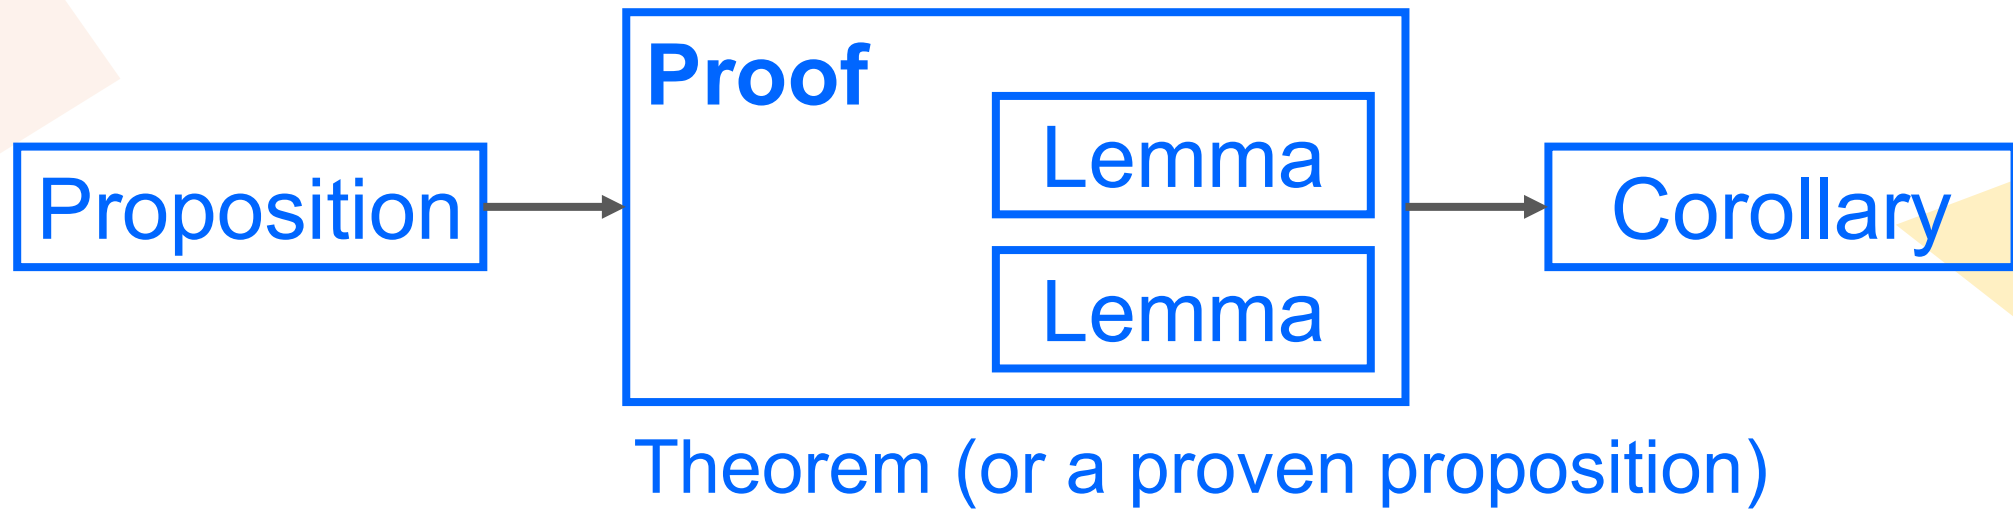 Proof
Lemma
Proposition
Corollary
Lemma
Theorem (or a proven proposition)